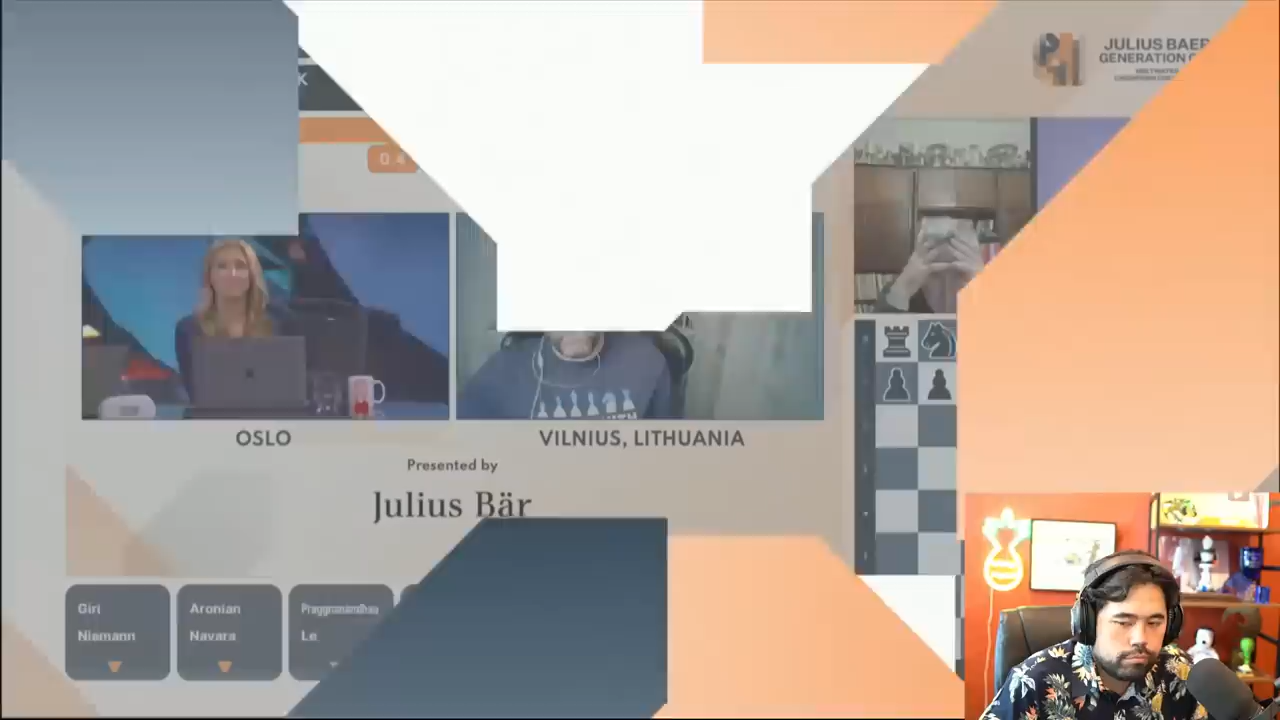 K
JULIUS BAER
GENERATION C
0.4
OSLO
VILNIUS, LITHUANIA
Presented by
Julius Bär
Giri
Niemann
Aronian
Navara
Praggnanandhaa
Le